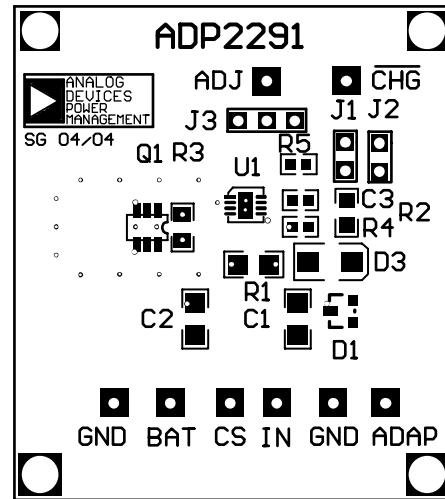 ADP2291
ADJ
CHG
ANALOG
DEVICES
POWER
MANAGEMENT
J1 J2
J3
SG 04/04
R5
Q1 R3
U1
C3
R2
R4
D3
R1
C2
C1
D1
GND BAT CS IN GND ADAP